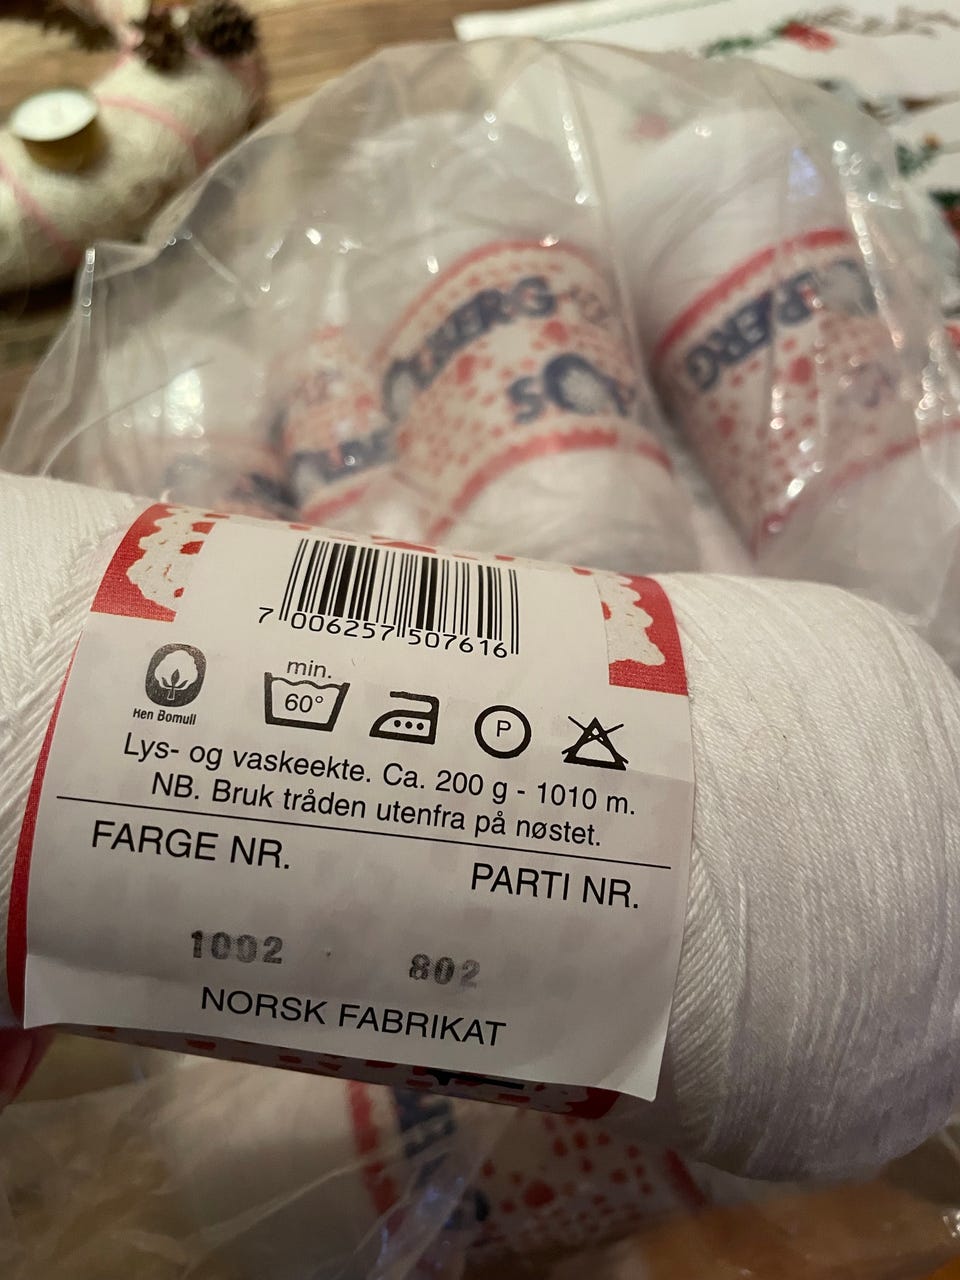 7 006257 507616
Ren Bomull
min.
60°
P
Lys- og vaskeekte. Ca. 200 g - 1010 m.
NB. Bruk tråden utenfra på nøstet.
FARGE NR.
PARTI NR.
1002
802
NORSK FABRIKAT